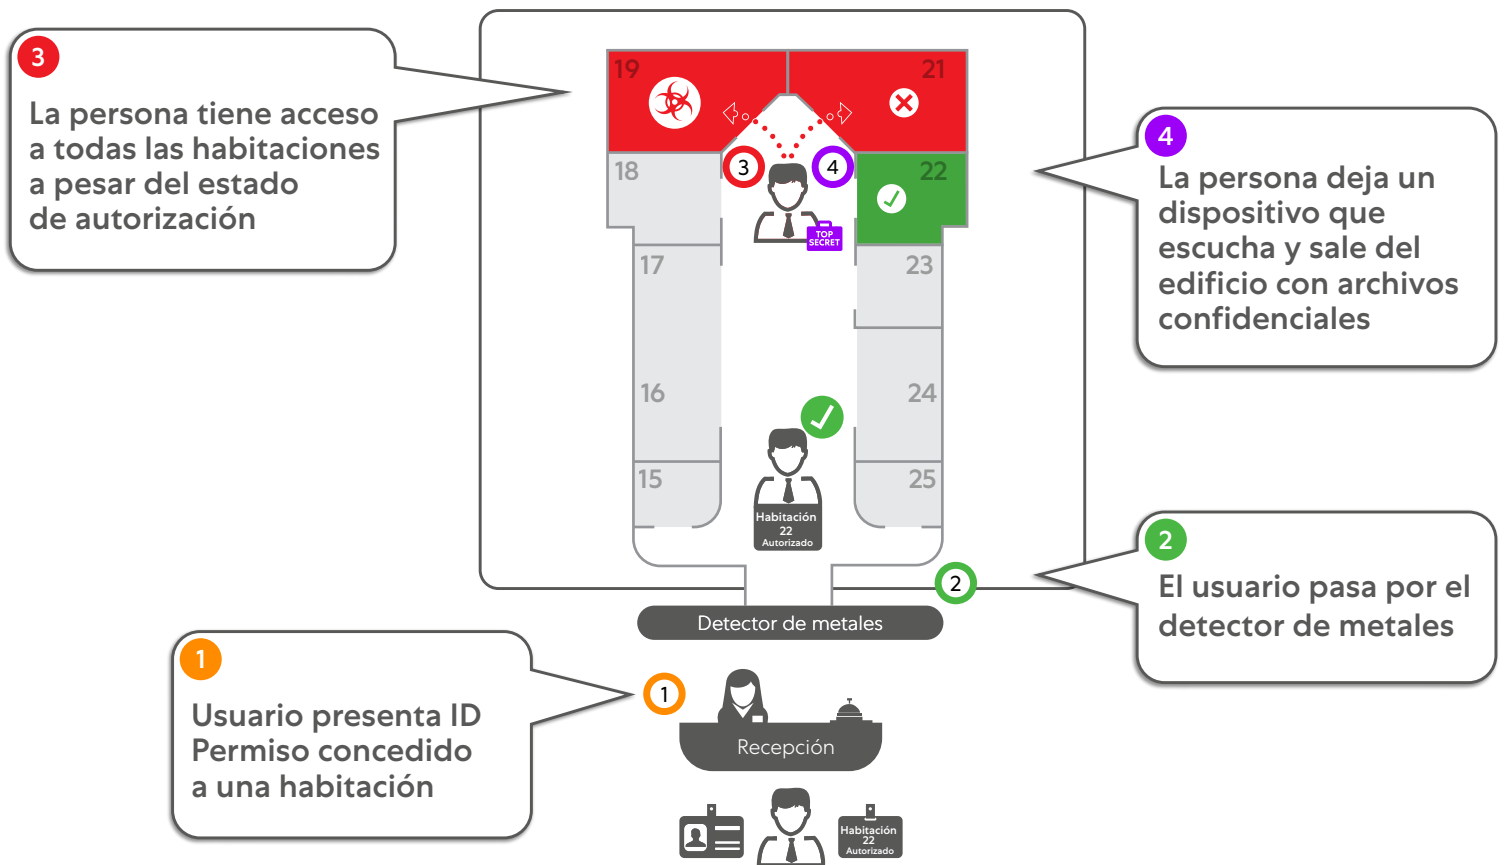 3
La persona tiene acceso
a todas las habitaciones
a pesar del estado
de autorización
19
21
18
22
3
4
TOP
SECRET
17
23
16
24
15
25
Habitación
22
Autorizado
4
La persona deja un
dispositivo que
escucha y sale del
edificio con archivos
confidenciales
2
El usuario pasa por el
detector de metales
2
Detector de metales
1
Usuario presenta ID
Permiso concedido
a una habitación
1
Recepción
Habitación
22
Autorizado